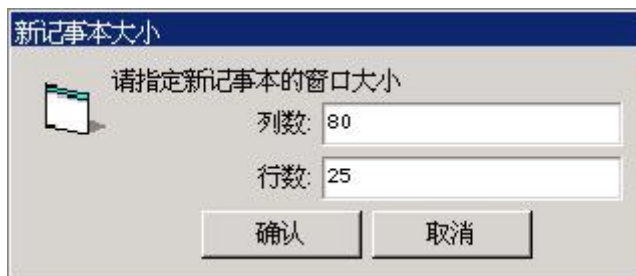 新记事本大小
请指定新记事本的窗口大小
列数: 80
行数: 25
确认 取消